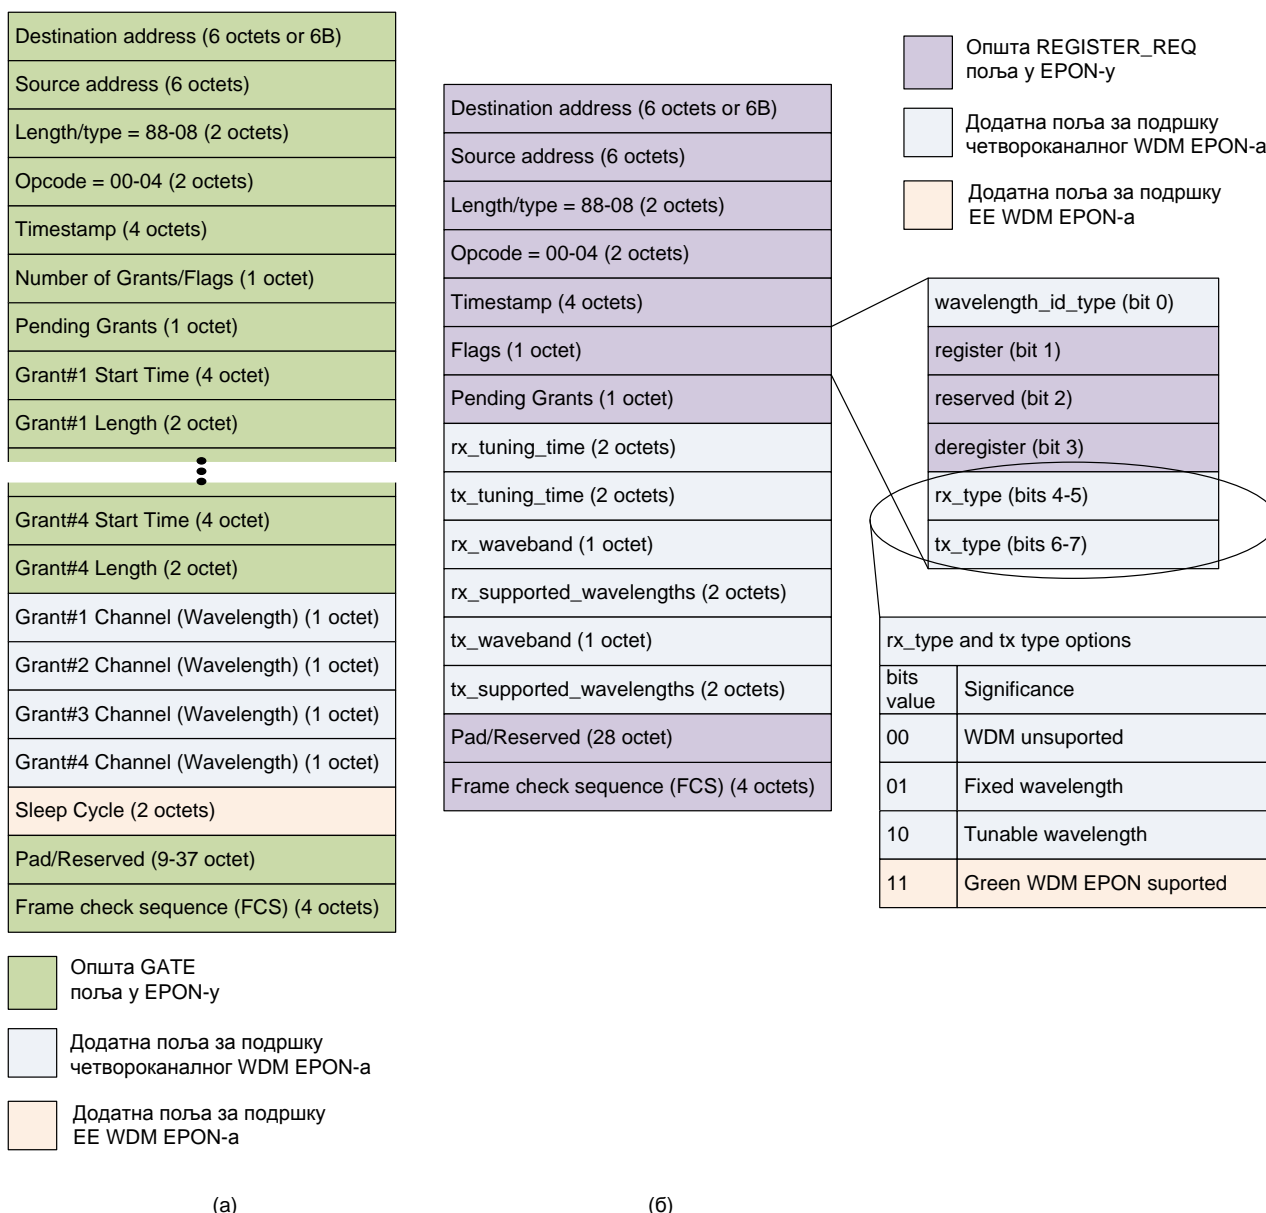 Destination address (6 octets or 6B)
Source address (6 octets)
Length/type = 88-08 (2 octets)
Opcode = 00-04 (2 octets)
Timestamp (4 octets)
Number of Grants/Flags (1 octet)
Pending Grants (1 octet)
Grant#1 Start Time (4 octet)
Grant#1 Length (2 octet)
Grant#4 Start Time (4 octet)
Grant#4 Length (2 octet)
Grant#1 Channel (Wavelength) (1 octet)
Grant#2 Channel (Wavelength) (1 octet)
Grant#3 Channel (Wavelength) (1 octet)
Grant#4 Channel (Wavelength) (1 octet)
Sleep Cycle (2 octets)
Pad/Reserved (9-37 octet)
Frame check sequence (FCS) (4 octets)
Општа GATE
поља у EPON-у
Додатна поља за подршку
четвороканалног WDM EPON-а
Додатна поља за подршку
EE WDM EPON-а
(а)
Destination address (6 octets or 6B)
Source address (6 octets)
Length/type = 88-08 (2 octets)
Opcode = 00-04 (2 octets)
Timestamp (4 octets)
Flags (1 octet)
Pending Grants (1 octet)
rx_tuning_time (2 octets)
tx_tuning_time (2 octets)
rx_waveband (1 octet)
rx_supported_wavelengths (2 octets)
tx_waveband (1 octet)
tx_supported_wavelengths (2 octets)
Pad/Reserved (28 octet)
Frame check sequence (FCS) (4 octets)
(б)
Општа REGISTER_REQ
поља у EPON-у
Додатна поља за подршку
четвороканалног WDM EPON-а
Додатна поља за подршку
EE WDM EPON-а
wavelength_id_type (bit 0)
register (bit 1)
reserved (bit 2)
deregister (bit 3)
rx_type (bits 4-5)
tx_type (bits 6-7)
rx_type and tx type options
bits
value
Significance
00 WDM unsuported
01 Fixed wavelength
10 Tunable wavelength
11 Green WDM EPON suported